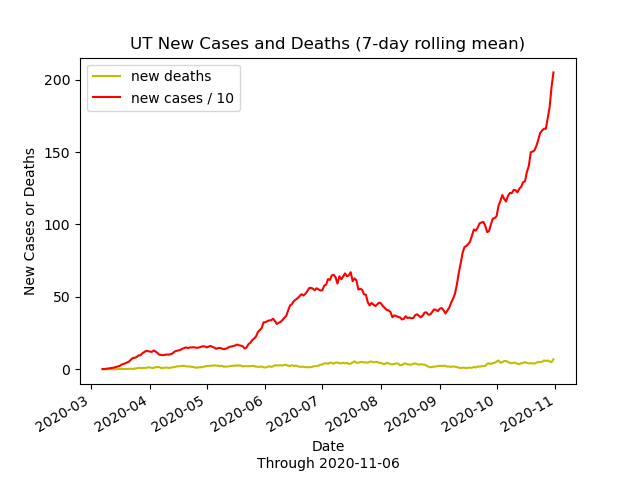 UT New Cases and Deaths (7-day rolling mean)
new deaths
new cases / 10
New Cases or Deaths
200
150
100
50
0
2020-03
2020-04
2020-05
2020-06
2020-07
2020-08
2020-09
2020-10
2020-11
Date
Through 2020-11-06